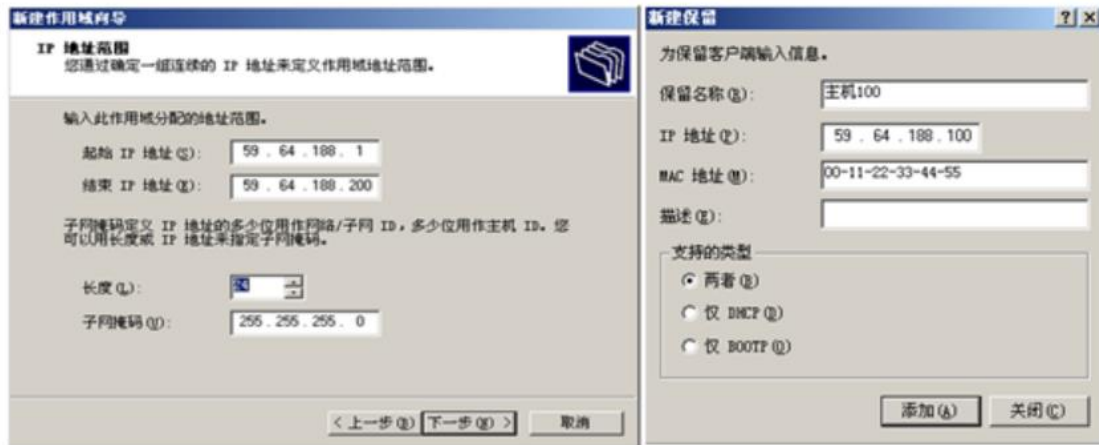 新建作用域向导
IP 地址范围
您通过确定一组连续的 IP 地址来定义作用域地址范围。
输入此作用域分配的地址范围。
起始 IP 地址(S):
59 . 64 . 188 . 1
结束 IP 地址(E):
59 . 64 . 188 . 200
子网掩码定义 IP 地址的多少位用作网络/子网 ID，多少位用作主机 ID。您
可以用长度或 IP 地址来指定子网掩码。
长度(L):
24
子网掩码(U):
255 . 255 . 255 . 0
< 上一步(B)
下一步(N) >
取消
新建保留
为保留客户端输入信息。
保留名称(R):
主机100
IP 地址(P):
59 . 64 . 188 . 100
MAC 地址(M):
00-11-22-33-44-55
描述(E):
支持的类型
两者(B)
仅 DHCP(D)
仅 BOOTP(O)
添加(A)
关闭(C)